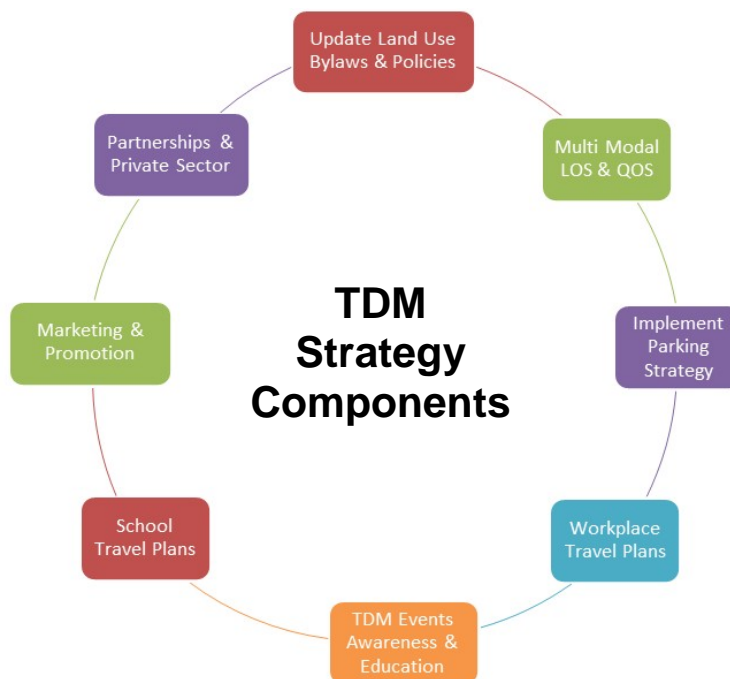 Update Land Use
Bylaws & Policies
Multi Modal
LOS & QOS
Implement
Parking
Strategy
Workplace
Travel Plans
TDM Events
Awareness &
Education
School
Travel Plans
Marketing &
Promotion
Partnerships &
Private Sector
TDM
Strategy
Components